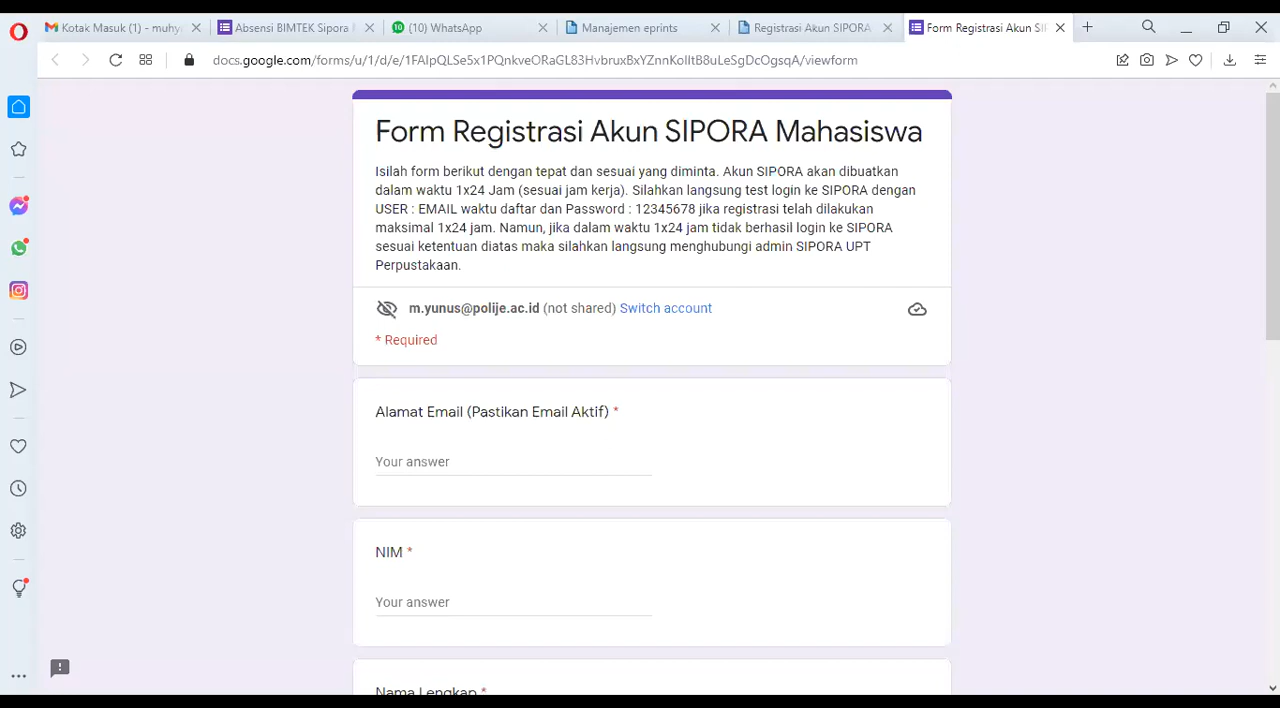 Kotak Masuk (1) - muhy
Absensi BIMTEK Sipora
(10) WhatsApp
Manajemen eprints
Registrasi Akun SIPORA
Form Registrasi Akun SI
docs.google.com/forms/u/1/d/e/1FAIpQLSe5x1PQnkveORaGL83HvbruxBxYZnnKolItB8uLeSgDcOgsqA/viewform
Form Registrasi Akun SIPORA Mahasiswa
Isilah form berikut dengan tepat dan sesuai yang diminta. Akun SIPORA akan dibuatkan
dalam waktu 1x24 Jam (sesuai jam kerja). Silahkan langsung test login ke SIPORA dengan
USER : EMAIL waktu daftar dan Password : 12345678 jika registrasi telah dilakukan
maksimal 1x24 jam. Namun, jika dalam waktu 1x24 jam tidak berhasil login ke SIPORA
sesuai ketentuan diatas maka silahkan langsung menghubungi admin SIPORA UPT
Perpustakaan.
m.yunus@polije.ac.id (not shared) Switch account
* Required
Alamat Email (Pastikan Email Aktif) *
Your answer
NIM *
Your answer
Nama Lengkap *